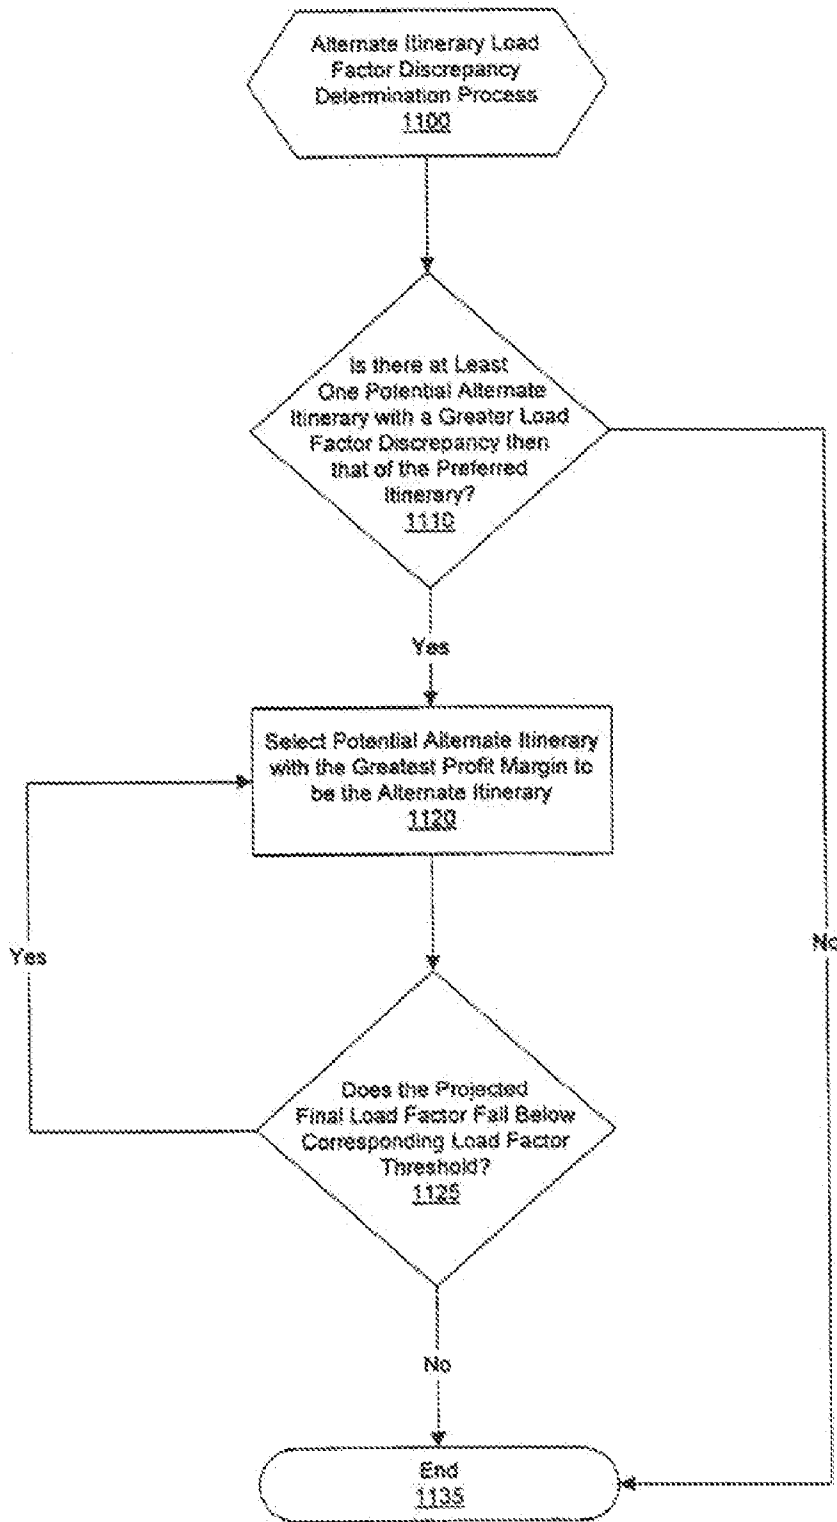 Alternate Itinerary Load
Factor Discrepancy
Determination Process
1100
Is there at Least
One Potential Alternate
Itinerary with a Greater Load
Factor Discrepancy then
that of the Preferred
Itinerary?
1110
Yes
Select Potential Alternate Itinerary
with the Greatest Profit Margin to
be the Alternate Itinerary
1120
Yes
No
Does the Projected
Final Load Factor Fall Below
Corresponding Load Factor
Threshold?
1125
No
End
1135